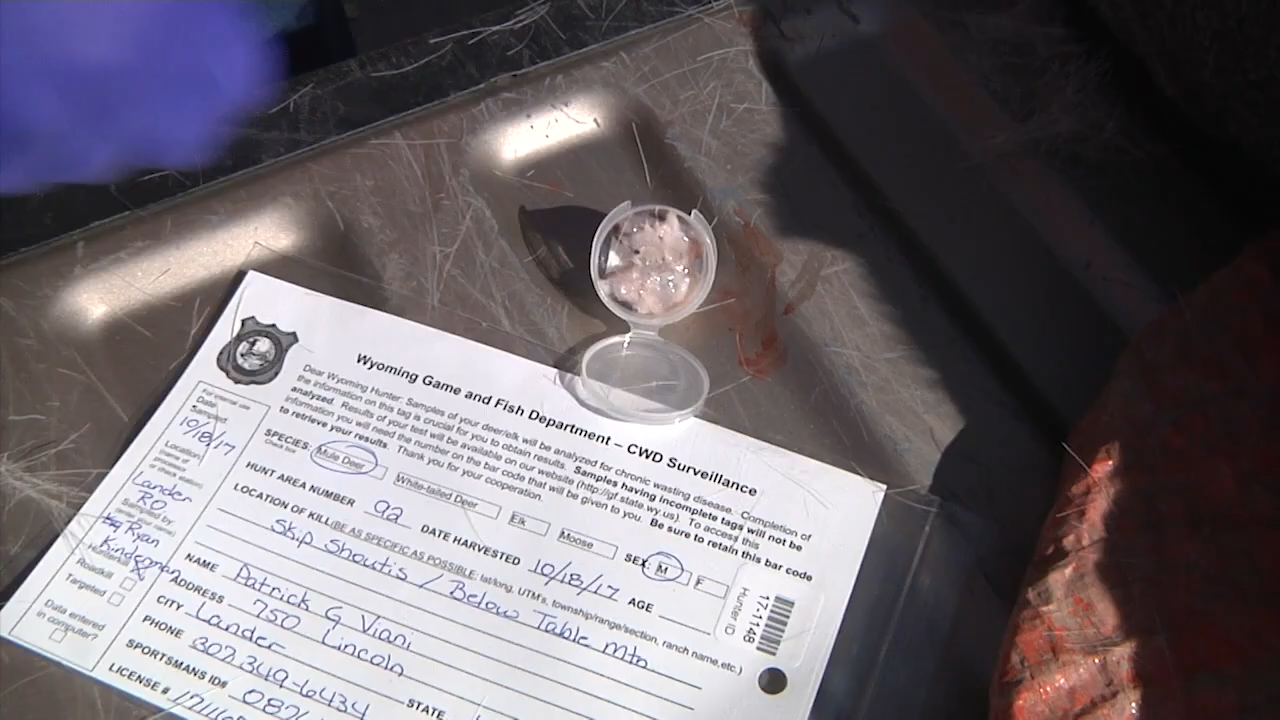 Wyoming Game and Fish Department – CWD Surveillance
Dear Wyoming Hunter: Samples of your deer/elk will be analyzed for chronic wasting disease. Completion of
the information on this tag is crucial for you to obtain results. Samples having incomplete tags will not be
analyzed. Results of your test will be available on our website (http://gf.state.wy.us). To access this
information you will need the number on the bar code that will be given to you. Be sure to retain this bar code
to retrieve your results. Thank you for your cooperation.
SPECIES: Mule Deer White-tailed Deer Elk Moose SEX: M F
Check box
HUNT AREA NUMBER 92 DATE HARVESTED 10/18/17 AGE
LOCATION OF KILL (BE AS SPECIFIC AS POSSIBLE: lat/long, UTM's, township/range/section, ranch name, etc.)
Skip Shoutis / Below Table Mtn
NAME Patrick G Viani
ADDRESS 750 Lincoln
CITY Lander STATE
PHONE 307 349-6434
SPORTSMANS ID#
LICENSE #
Hunter ID
17-1148
For internal use
Date
Sampled:
10/18/17
Location:
(name of
or check station)
Lander
RO
Sampled by:
Ryan
Kindermann
Roadkill
Targeted
Data entered
in computer?